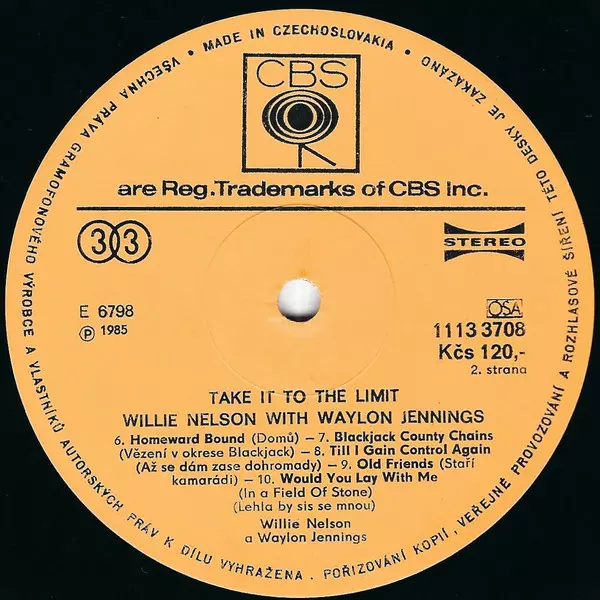 VŠECHNA PRÁVA GRAMOFONOVÉHO VÝROBCE A VLASTNÍKŮ AUTORSKÝCH PRÁV K DÍLU VYHRAŽENA . POŘIZOVÁNÍ KOPIÍ , VEŘEJNÉ PROVOZOVÁNÍ A ROZHLASOVÉ ŠÍŘENÍ TÉTO DESKY JE ZAKÁZÁNO
• MADE IN CZECHOSLOVAKIA •
CBS
are Reg. Trademarks of CBS Inc.
33
STEREO
E 6798
Ⓟ 1985
OSA
1113 3708
Kčs 120,-
2. strana
TAKE IT TO THE LIMIT
WILLIE NELSON WITH WAYLON JENNINGS
6. Homeward Bound (Domů) – 7. Blackjack County Chains
(Vězení v okrese Blackjack) – 8. Till I Gain Control Again
(Až se dám zase dohromady) – 9. Old Friends (Staří
kamarádi) – 10. Would You Lay With Me
(In a Field Of Stone)
(Lehla by sis se mnou)
Willie Nelson
a Waylon Jennings